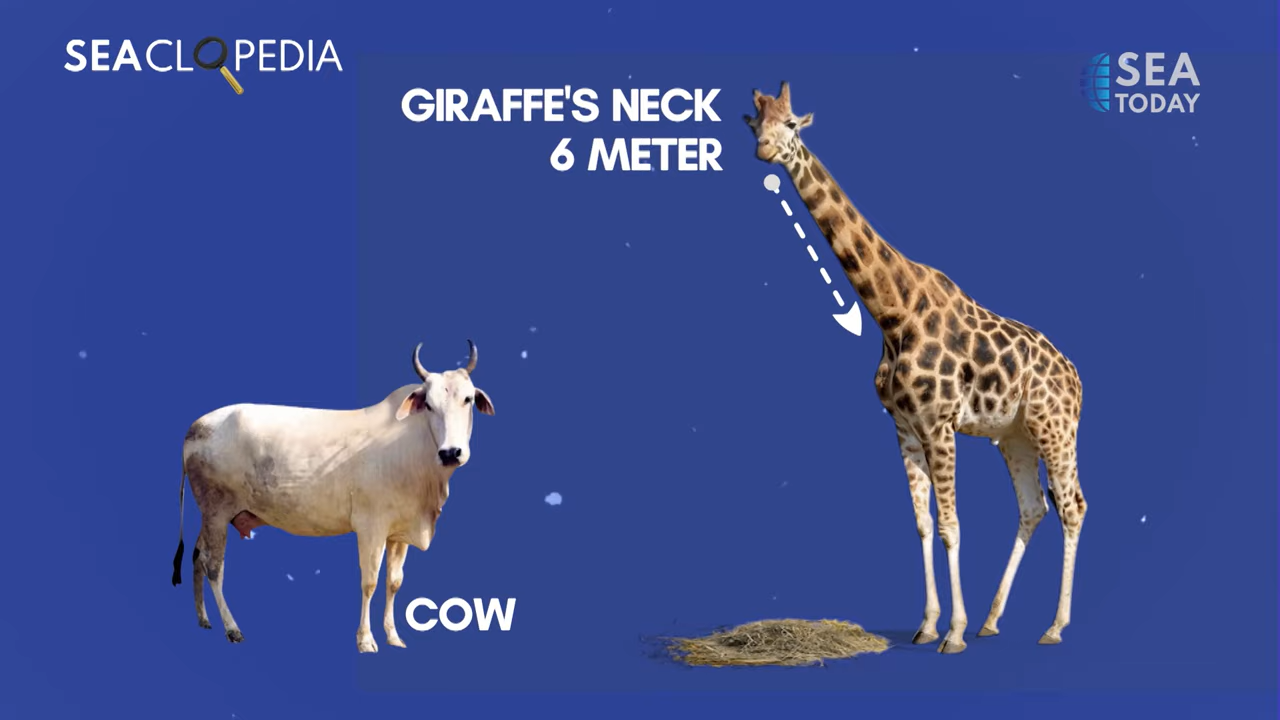 SEACLOPEDIA
SEA
TODAY
GIRAFFE'S NECK
6 METER
COW